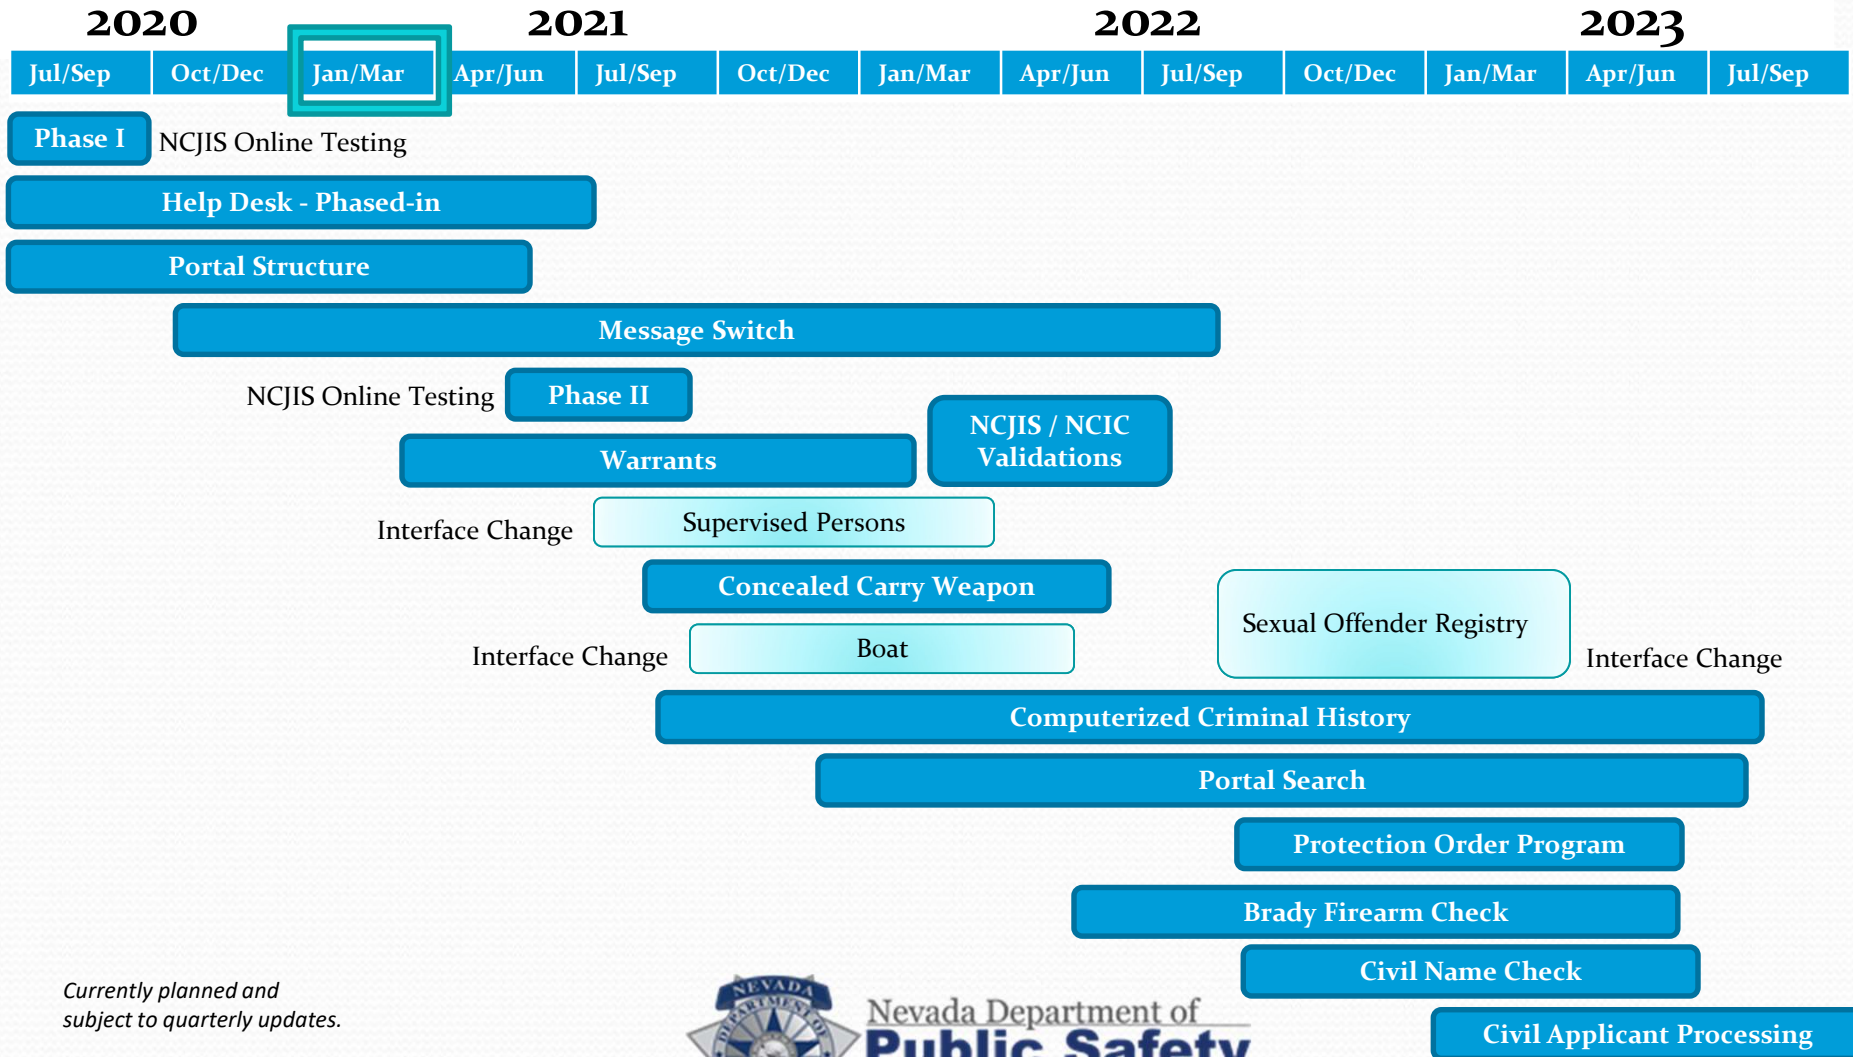 2020 2021 2022 2023
Jul/Sep Oct/Dec Jan/Mar Apr/Jun Jul/Sep Oct/Dec Jan/Mar Apr/Jun Jul/Sep Oct/Dec Jan/Mar Apr/Jun Jul/Sep
Phase I NCJIS Online Testing
Help Desk - Phased-in
Portal Structure
Message Switch
NCJIS Online Testing Phase II
NCJIS / NCIC
Validations
Warrants
Interface Change Supervised Persons
Concealed Carry Weapon
Sexual Offender Registry
Interface Change Boat
Interface Change
Computerized Criminal History
Portal Search
Protection Order Program
Brady Firearm Check
Civil Name Check
Currently planned and
subject to quarterly updates.
NEVADA
DEPARTMENT OF
Nevada Department of
Public Safety
Civil Applicant Processing